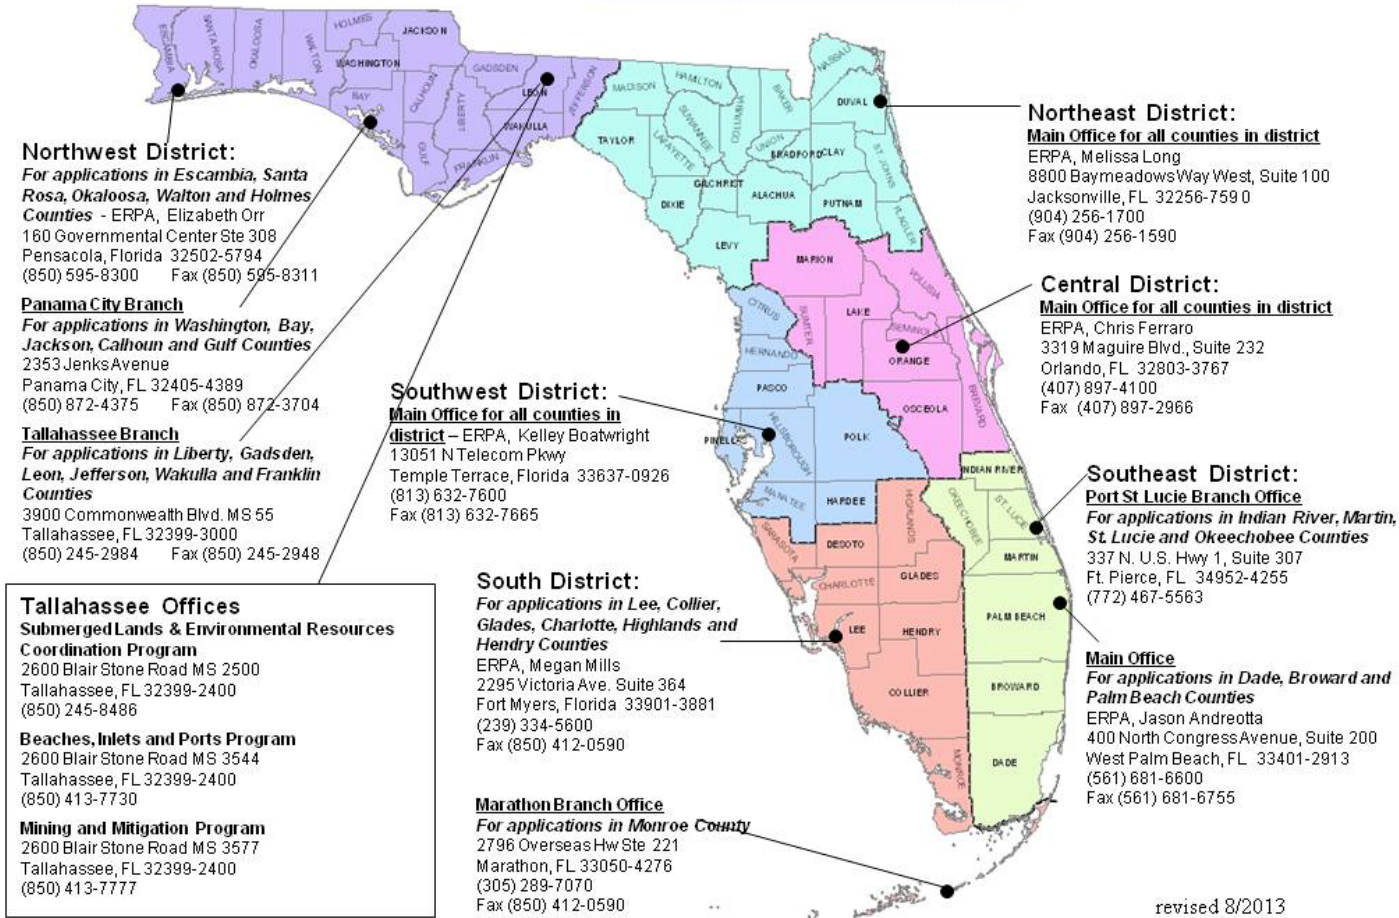 ESCAMBIA
SANTA ROSA
OKALOOSA
WALTON
HOLMES
JACKSON
WASHINGTON
BAY
CALHOUN
GULF
LIBERTY
GADSDEN
LEON
WAKULLA
FRANKLIN
JEFFERSON
MADISON
TAYLOR
HAMILTON
SUWANNEE
LAFAYETTE
DIXIE
COLUMBIA
GILCHRIST
LEVY
BAKER
UNION
BRADFORD
ALACHUA
NASSAU
DUVAL
CLAY
ST JOHNS
PUTNAM
FLAGLER
MARION
VOLUSIA
SUMTER
LAKE
SEMINOLE
ORANGE
OSCEOLA
BREVARD
CITRUS
HERNANDO
PASCO
PINELLAS
HILLSBOROUGH
POLK
MANATEE
HARDEE
SARASOTA
DESOTO
HIGHLANDS
CHARLOTTE
GLADES
LEE
HENDRY
COLLIER
MONROE
INDIAN RIVER
OKEECHOBEE
ST. LUCIE
MARTIN
PALM BEACH
BROWARD
DADE
Northwest District:
For applications in Escambia, Santa
Rosa, Okaloosa, Walton and Holmes
Counties - ERPA, Elizabeth Orr
160 Governmental Center Ste 308
Pensacola, Florida 32502-5794
(850) 595-8300 Fax (850) 595-8311
Panama City Branch
For applications in Washington, Bay,
Jackson, Calhoun and Gulf Counties
2353 Jenks Avenue
Panama City, FL 32405-4389
(850) 872-4375 Fax (850) 872-3704
Tallahassee Branch
For applications in Liberty, Gadsden,
Leon, Jefferson, Wakulla and Franklin
Counties
3900 Commonwealth Blvd. MS 55
Tallahassee, FL 32399-3000
(850) 245-2984 Fax (850) 245-2948
Tallahassee Offices
Submerged Lands & Environmental Resources
Coordination Program
2600 Blair Stone Road MS 2500
Tallahassee, FL 32399-2400
(850) 245-8486
Beaches, Inlets and Ports Program
2600 Blair Stone Road MS 3544
Tallahassee, FL 32399-2400
(850) 413-7730
Mining and Mitigation Program
2600 Blair Stone Road MS 3577
Tallahassee, FL 32399-2400
(850) 413-7777
Southwest District:
Main Office for all counties in
district – ERPA, Kelley Boatwright
13051 N Telecom Pkwy
Temple Terrace, Florida 33637-0926
(813) 632-7600
Fax (813) 632-7665
South District:
For applications in Lee, Collier,
Glades, Charlotte, Highlands and
Hendry Counties
ERPA, Megan Mills
2295 Victoria Ave. Suite 364
Fort Myers, Florida 33901-3881
(239) 334-5600
Fax (850) 412-0590
Marathon Branch Office
For applications in Monroe County
2796 Overseas Hw Ste 221
Marathon, FL 33050-4276
(305) 289-7070
Fax (850) 412-0590
Northeast District:
Main Office for all counties in district
ERPA, Melissa Long
8800 Baymeadows Way West, Suite 100
Jacksonville, FL 32256-7590
(904) 256-1700
Fax (904) 256-1590
Central District:
Main Office for all counties in district
ERPA, Chris Ferraro
3319 Maguire Blvd., Suite 232
Orlando, FL 32803-3767
(407) 897-4100
Fax (407) 897-2966
Southeast District:
Port St Lucie Branch Office
For applications in Indian River, Martin,
St. Lucie and Okeechobee Counties
337 N. U.S. Hwy 1, Suite 307
Ft. Pierce, FL 34952-4255
(772) 467-5563
Main Office
For applications in Dade, Broward and
Palm Beach Counties
ERPA, Jason Andreotta
400 North Congress Avenue, Suite 200
West Palm Beach, FL 33401-2913
(561) 681-6600
Fax (561) 681-6755
revised 8/2013